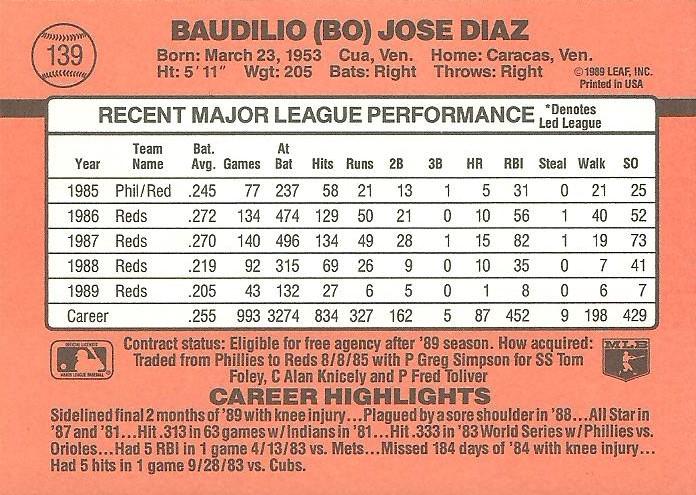 139
BAUDILIO (BO) JOSE DIAZ
Born: March 23, 1953 Cua, Ven. Home: Caracas, Ven.
Ht: 5' 11" Wgt: 205 Bats: Right Throws: Right
©1989 LEAF, INC.
Printed in USA
RECENT MAJOR LEAGUE PERFORMANCE *Denotes Led League
Year Team Name Bat. Avg. Games At Bat Hits Runs 2B 3B HR RBI Steal Walk SO
1985 Phil/Red .245 77 237 58 21 13 1 5 31 0 21 25
1986 Reds .272 134 474 129 50 21 0 10 56 1 40 52
1987 Reds .270 140 496 134 49 28 1 15 82 1 19 73
1988 Reds .219 92 315 69 26 9 0 10 35 0 7 41
1989 Reds .205 43 132 27 6 5 0 1 8 0 6 7
Career .255 993 3274 834 327 162 5 87 452 9 198 429
Contract status: Eligible for free agency after '89 season. How acquired:
Traded from Phillies to Reds 8/8/85 with P Greg Simpson for SS Tom
Foley, C Alan Knicely and P Fred Toliver
OFFICIAL LICENSEE
MAJOR LEAGUE BASEBALL
MLB
CAREER HIGHLIGHTS
Sidelined final 2 months of '89 with knee injury...Plagued by a sore shoulder in '88...All Star in
'87 and '81...Hit .313 in 63 games w/Indians in '81...Hit .333 in '83 World Series w/Phillies vs.
Orioles...Had 5 RBI in 1 game 4/13/83 vs. Mets...Missed 184 days of '84 with knee injury...
Had 5 hits in 1 game 9/28/83 vs. Cubs.